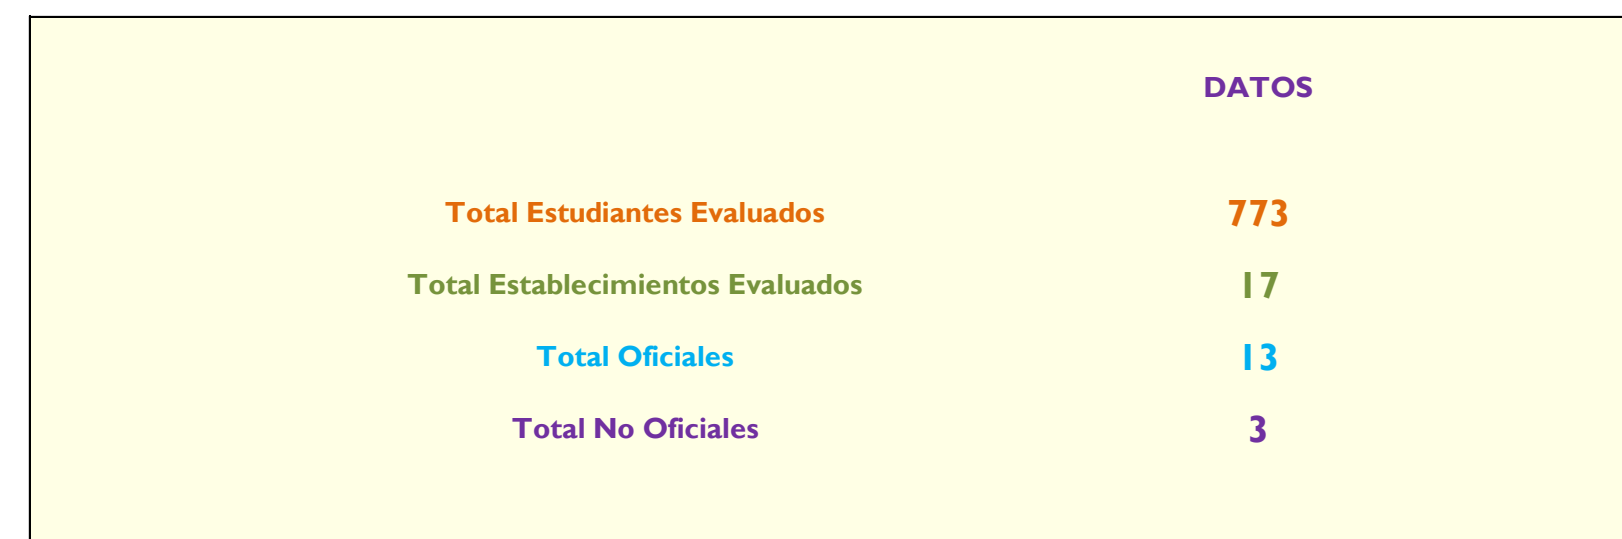 DATOS
Total Estudiantes Evaluados 773
Total Establecimientos Evaluados 17
Total Oficiales 13
Total No Oficiales 3